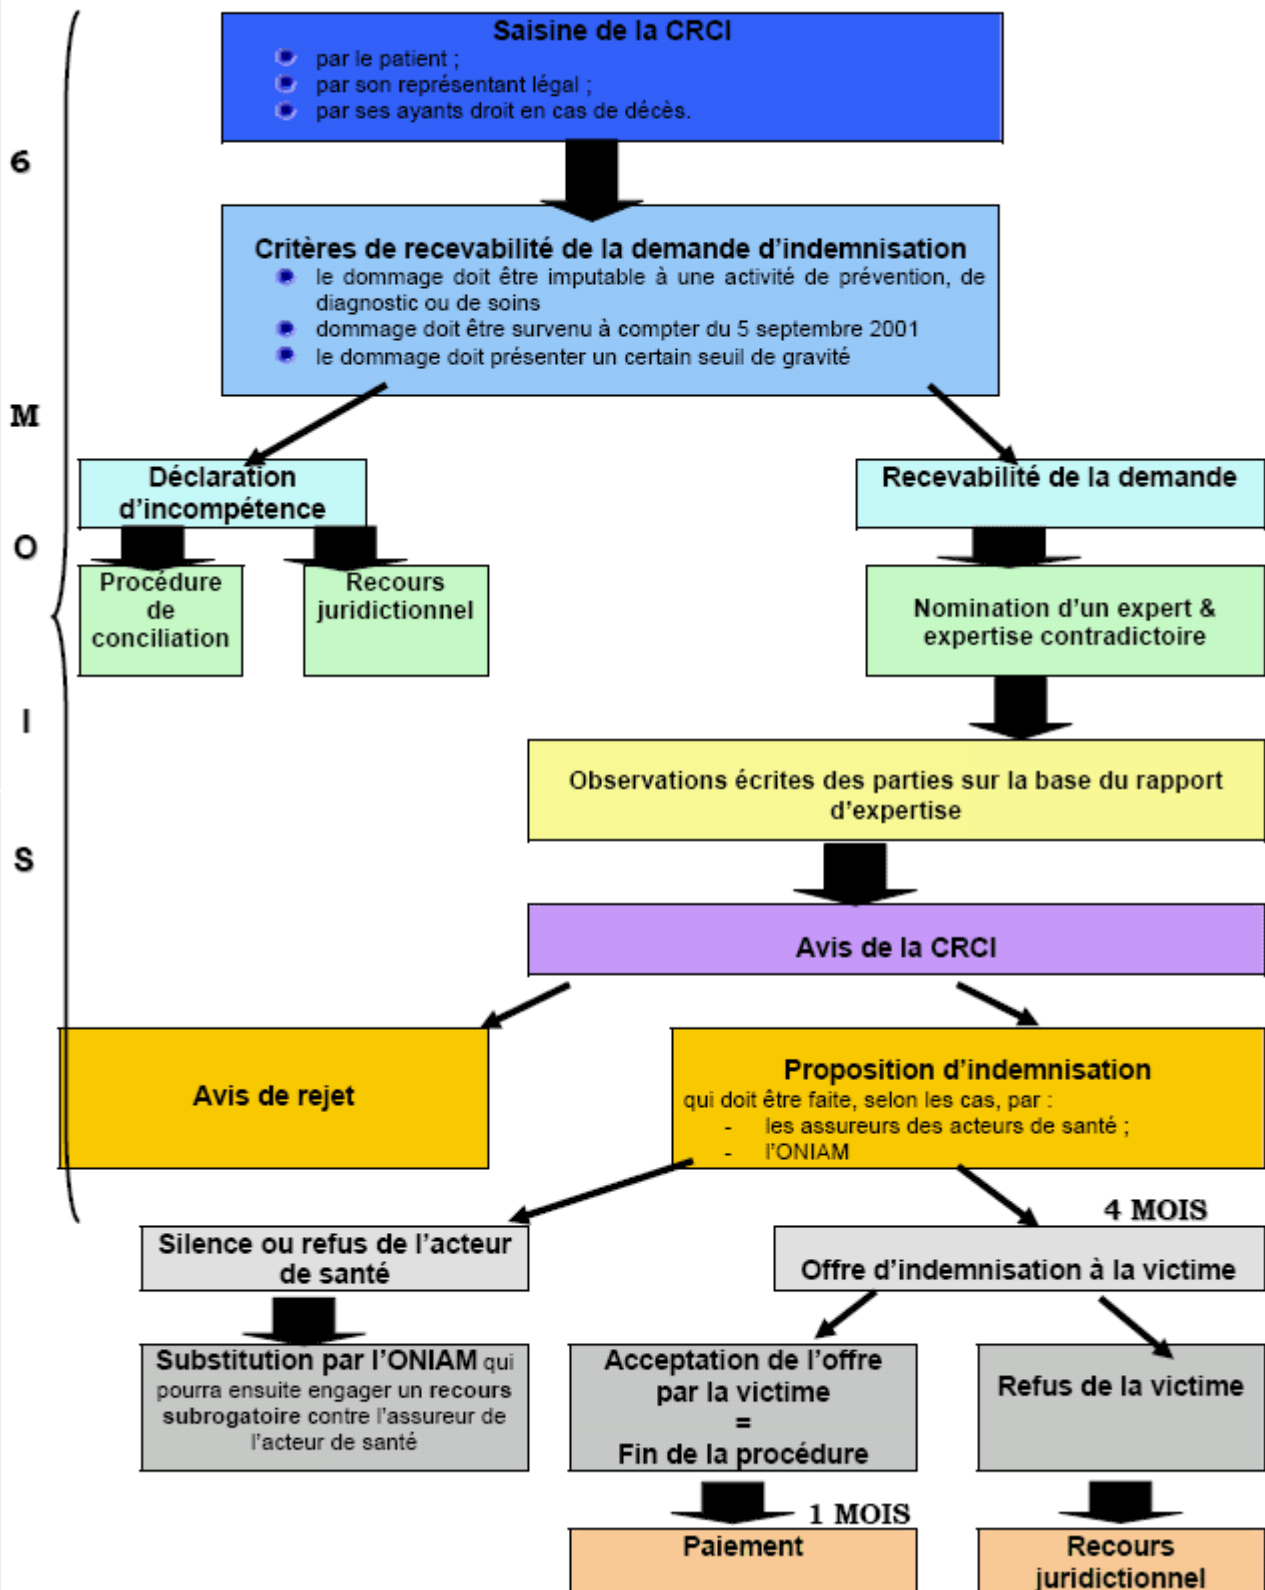 Saisine de la CRCI
par le patient ;
par son représentant légal ;
par ses ayants droit en cas de décès.
6
Critères de recevabilité de la demande d'indemnisation
le dommage doit être imputable à une activité de prévention, de
diagnostic ou de soins
dommage doit être survenu à compter du 5 septembre 2001
le dommage doit présenter un certain seuil de gravité
M
Déclaration
d'incompétence
Recevabilité de la demande
O
Procédure
de
conciliation
Recours
juridictionnel
Nomination d'un expert &
expertise contradictoire
I
Observations écrites des parties sur la base du rapport
d'expertise
S
Avis de la CRCI
Avis de rejet
Proposition d'indemnisation
qui doit être faite, selon les cas, par :
- les assureurs des acteurs de santé ;
- l'ONIAM
4 MOIS
Silence ou refus de l'acteur
de santé
Offre d'indemnisation à la victime
Substitution par l'ONIAM qui
pourra ensuite engager un recours
subrogatoire contre l'assureur de
l'acteur de santé
Acceptation de l'offre
par la victime
=
Fin de la procédure
Refus de la victime
1 MOIS
Paiement
Recours
juridictionnel